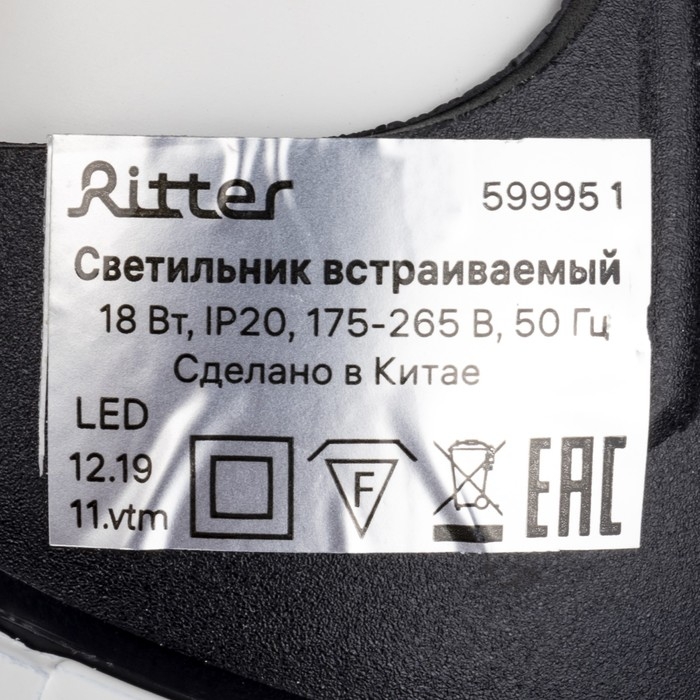 Ritter 59995 1
Светильник встраиваемый
18 Вт, IP20, 175-265 В, 50 Гц
Сделано в Китае
LED
12.19
11.vtm
F
EAC